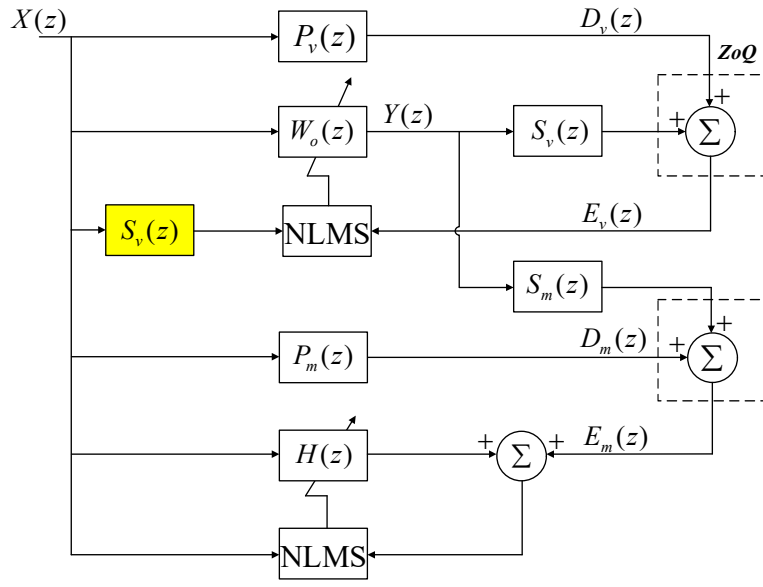 X(z)
P_v(z)
D_v(z)
ZoQ
+
W_o(z)
Y(z)
S_v(z)
+
Σ
S_v(z)
NLMS
E_v(z)
S_m(z)
+
P_m(z)
D_m(z)
+
Σ
H(z)
+
Σ
+
E_m(z)
NLMS